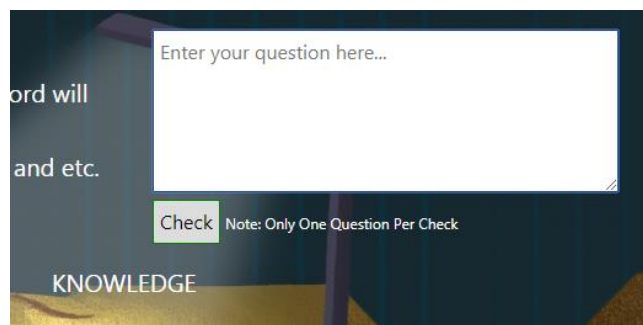 Enter your question here...
ord will
and etc.
Check Note: Only One Question Per Check
KNOWLEDGE